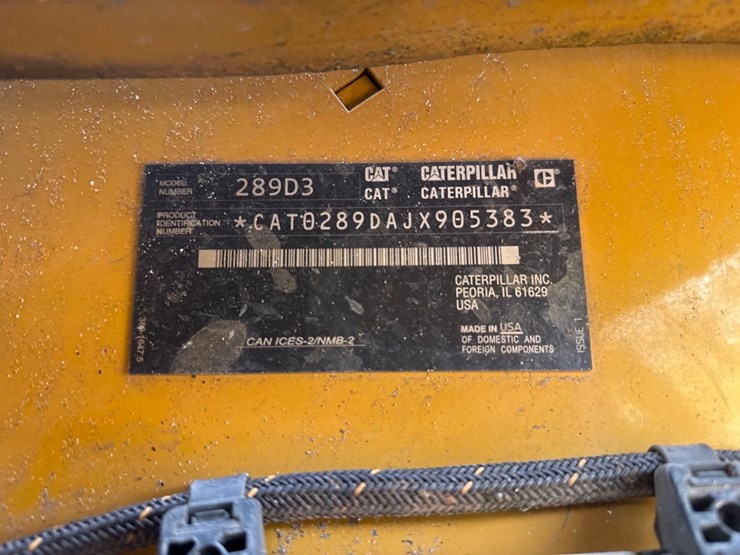 MODEL NUMBER 289D3 CAT® CATERPILLAR®
CAT® CATERPILLAR®
PRODUCT IDENTIFICATION NUMBER *CAT0289DAJX905383*
CATERPILLAR INC.
PEORIA, IL 61629
USA
MADE IN USA
OF DOMESTIC AND
FOREIGN COMPONENTS
CAN ICES-2/NMB-2
ISSUE 1